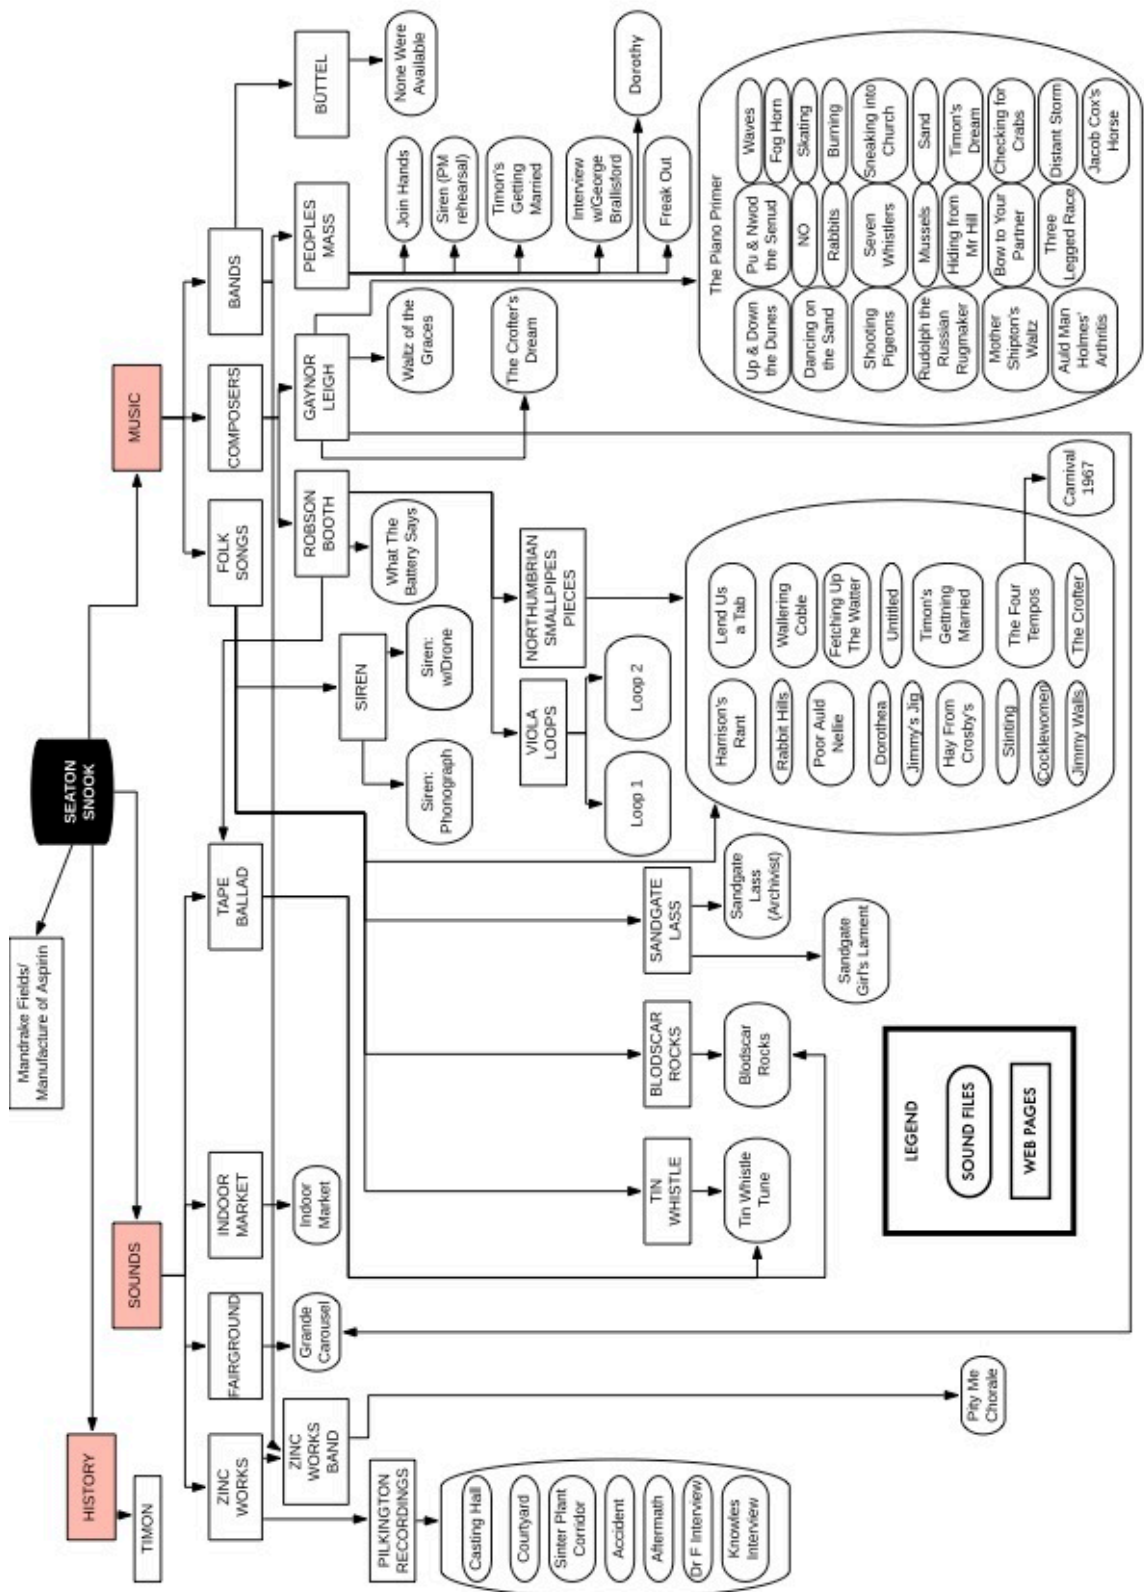 Mandrake Fields/
Manufacture of Aspirin
SEATON
SNOOK
HISTORY
SOUNDS
MUSIC
TIMON
ZINC
WORKS
FAIRGROUND
INDOOR
MARKET
TAPE
BALLAD
FOLK
SONGS
COMPOSERS
BANDS
ZINC
WORKS
BAND
Grande
Carousel
Indoor
Market
ROBSON
BOOTH
GAYNOR
LEIGH
PEOPLES
MASS
BÜTTEL
PILKINGTON
RECORDINGS
SIREN
What The
Battery Says
Waltz of the
Graces
Join Hands
None Were
Available
Siren:
Phonograph
Siren:
w/Drone
Siren (PM
rehearsal)
Casting Hall
Courtyard
Sinter Plant
Corridor
Accident
Aftermath
Dr F Interview
Knowles
Interview
VIOLA
LOOPS
NORTHUMBRIAN
SMALLPIPES
PIECES
The Crofter's
Dream
Timon's
Getting
Married
Interview
w/George
Brallisford
Dorothy
Freak Out
Loop 1
Loop 2
TIN
WHISTLE
BLODSCAR
ROCKS
SANDGATE
LASS
Tin Whistle
Tune
Blodscar
Rocks
Sandgate
Lass
(Archivist)
Sandgate
Girl's Lament
Harrison's
Rant
Rabbit Hills
Poor Auld
Nellie
Dorothea
Jimmy's Jig
Hay From
Crosby's
Stinting
Cocklewomen
Jimmy Walls
Lend Us
a Tab
Wallering
Coble
Fetching Up
The Watter
Untitled
Timon's
Gettning
Married
The Four
Tempos
The Crofter
Carnival
1967
The Piano Primer
Up & Down
the Dunes
Dancing on
the Sand
Shooting
Pigeons
Rudolph the
Russian
Rugmaker
Mother
Shipton's
Waltz
Auld Man
Holmes'
Arthritis
Pu & Nwod
the Senud
NO
Rabbits
Seven
Whistlers
Mussels
Hiding from
Mr Hill
Bow to Your
Partner
Three
Legged Race
Waves
Fog Horn
Skating
Burning
Sneaking into
Church
Sand
Timon's
Dream
Checking for
Crabs
Distant Storm
Jacob Cox's
Horse
Pity Me
Chorale
LEGEND
SOUND FILES
WEB PAGES